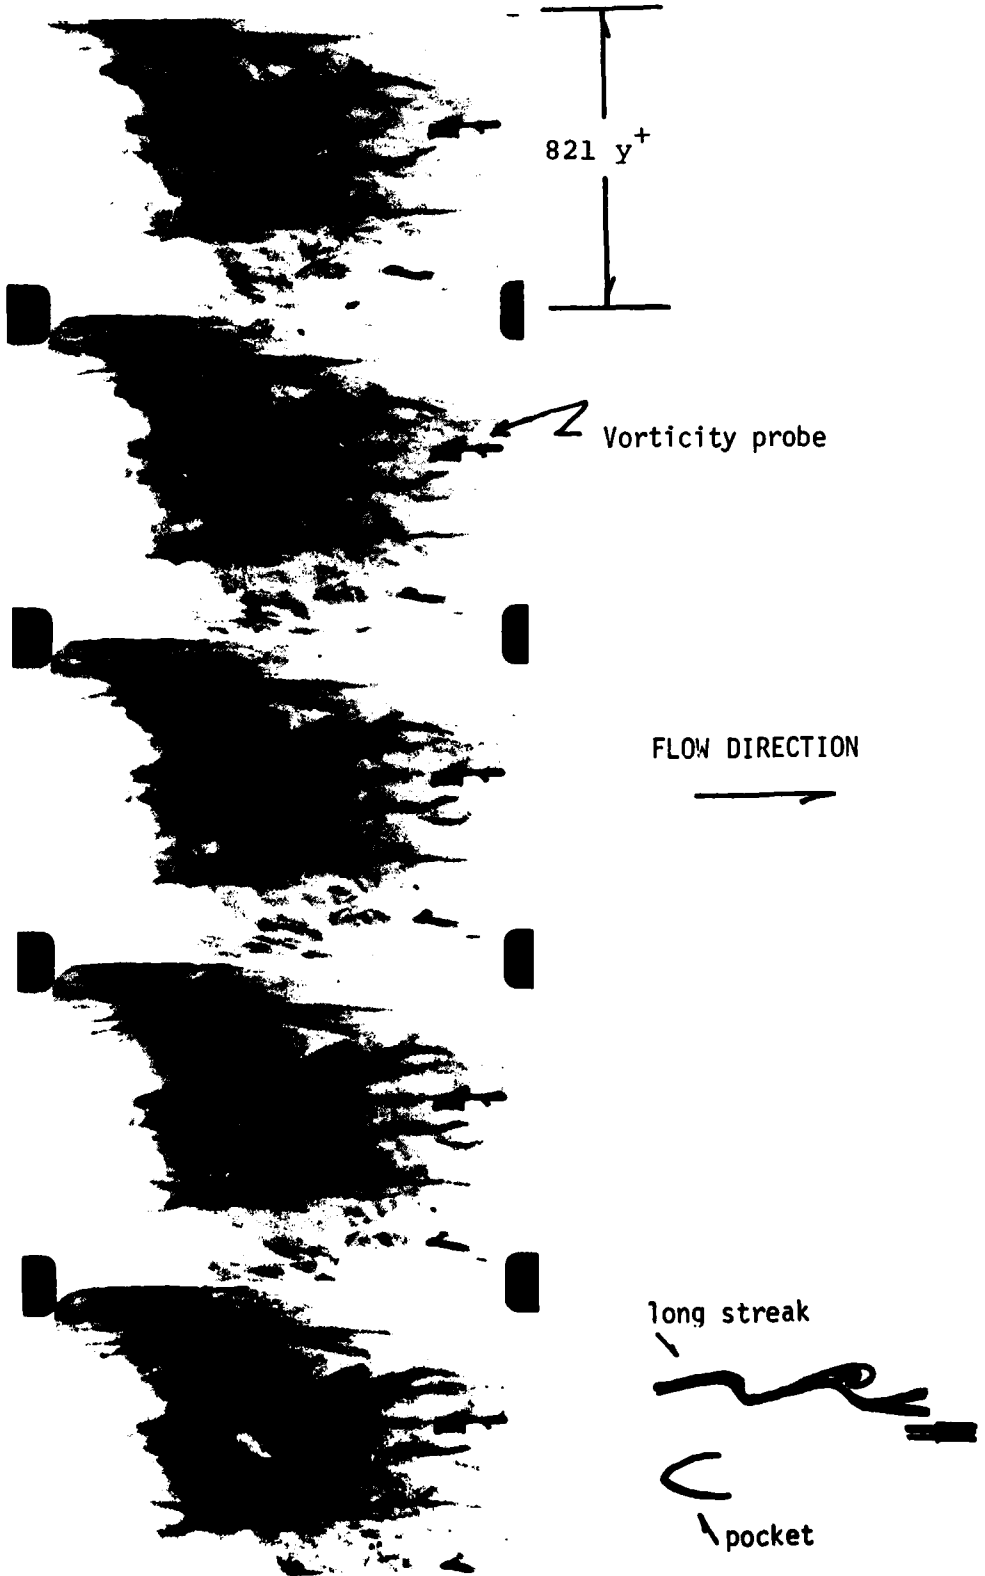 821 y+
Vorticity probe
FLOW DIRECTION
long streak
pocket